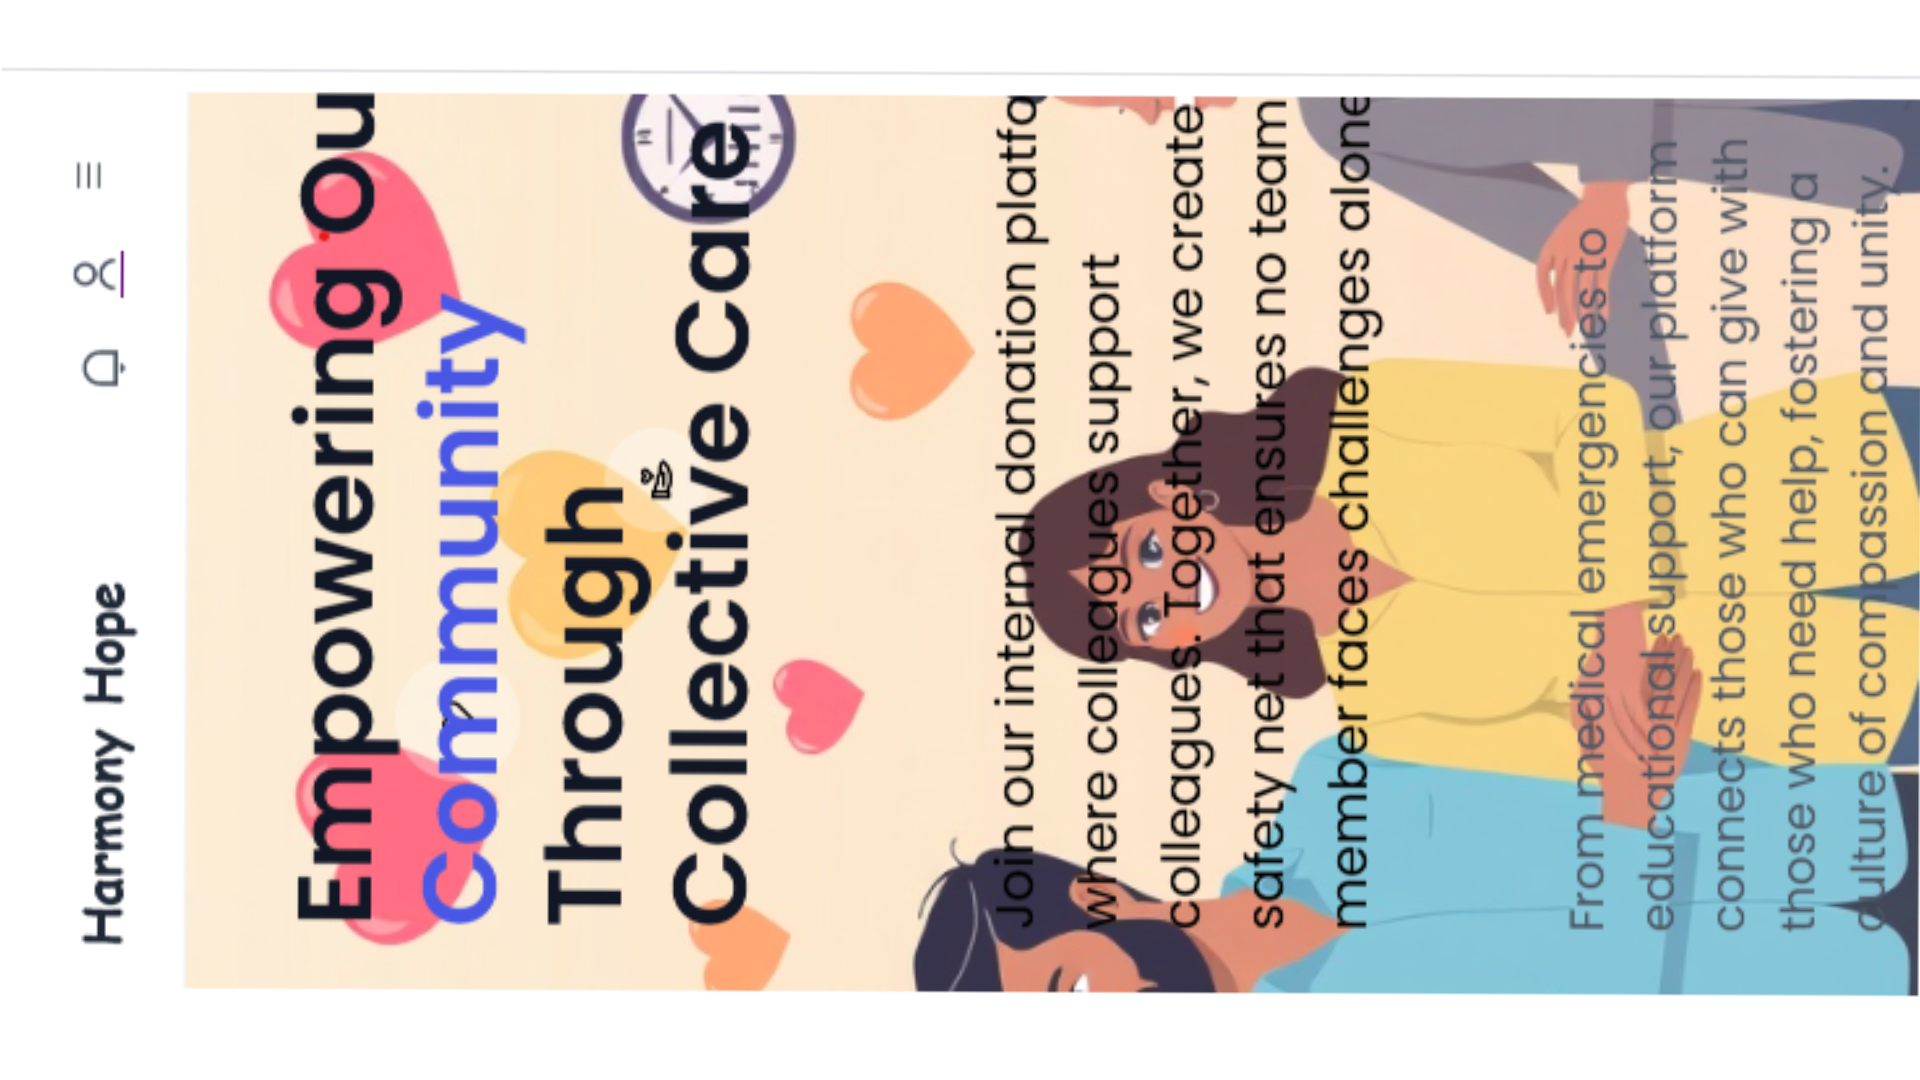 Harmony Hope
Empowering Ou
Community
Through
Collective Care
Join our internal donation platfo
where colleagues support
colleagues. Together, we create
safety net that ensures no team
member faces challenges alone
From medical emergencies to
educational support, our platform
connects those who can give with
those who need help, fostering a
culture of compassion and unity.